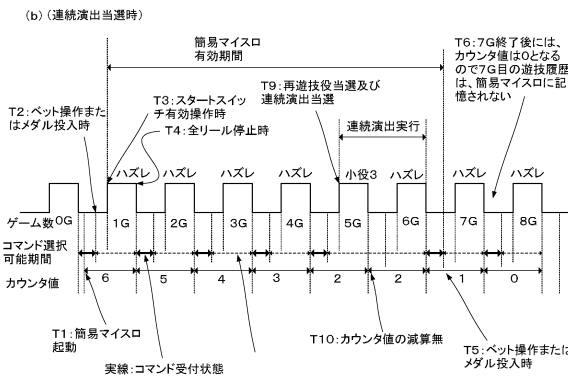 (b) (連続演出当選時)
簡易マイスロ
有効期間
T6:7G終了後には、
カウンタ値は0となる
ので7G目の遊技履歴
は、簡易マイスロに記
憶されない
T2:ベット操作また
はメダル投入時
T3:スタートスイッ
チ有効操作時
T4:全リール停止時
T9:再遊技役当選及び
連続演出当選
連続演出実行
ハズレ ハズレ ハズレ ハズレ 小役3 ハズレ ハズレ ハズレ
ゲーム数 0G 1G 2G 3G 4G 5G 6G 7G 8G
コマンド選択
可能期間
カウンタ値 6 5 4 3 2 2 1 0
T1:簡易マイスロ
起動
実線:コマンド受付状態
T10:カウンタ値の減算無
T5:ベット操作または
メダル投入時